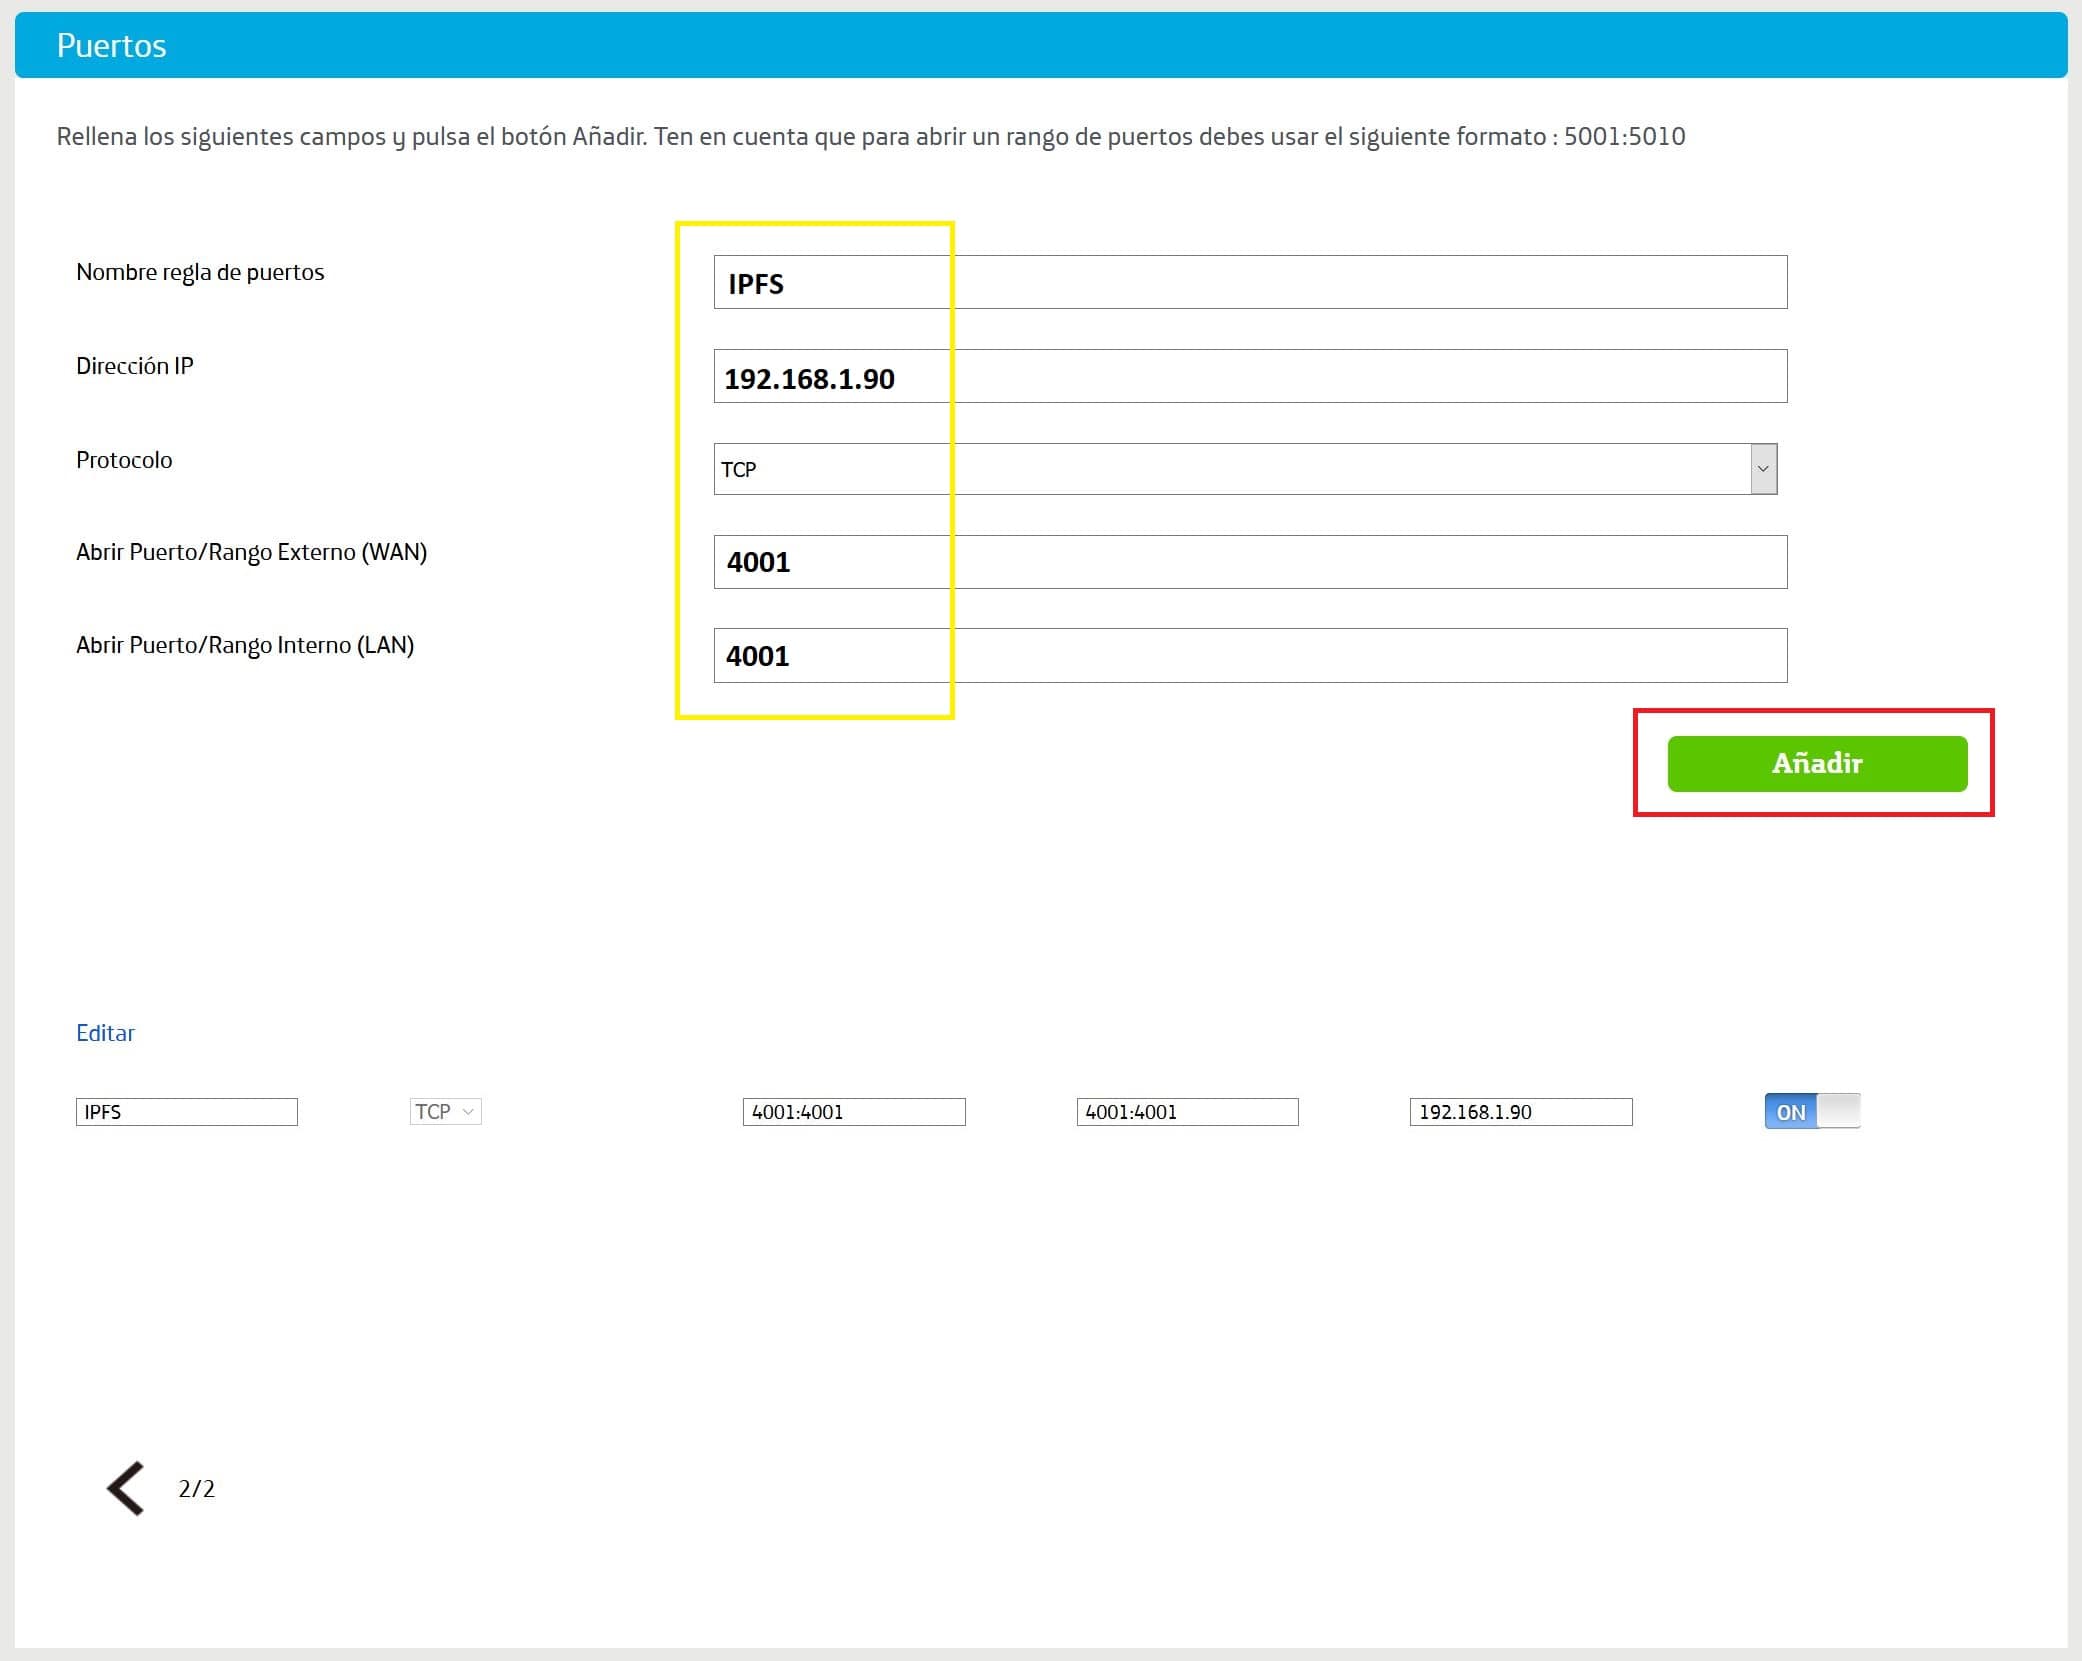 Puertos
Rellena los siguientes campos y pulsa el botón Añadir. Ten en cuenta que para abrir un rango de puertos debes usar el siguiente formato : 5001:5010
Nombre regla de puertos IPFS
Dirección IP 192.168.1.90
Protocolo TCP
Abrir Puerto/Rango Externo (WAN) 4001
Abrir Puerto/Rango Interno (LAN) 4001
Añadir
Editar
IPFS TCP 4001:4001 4001:4001 192.168.1.90 ON
2/2